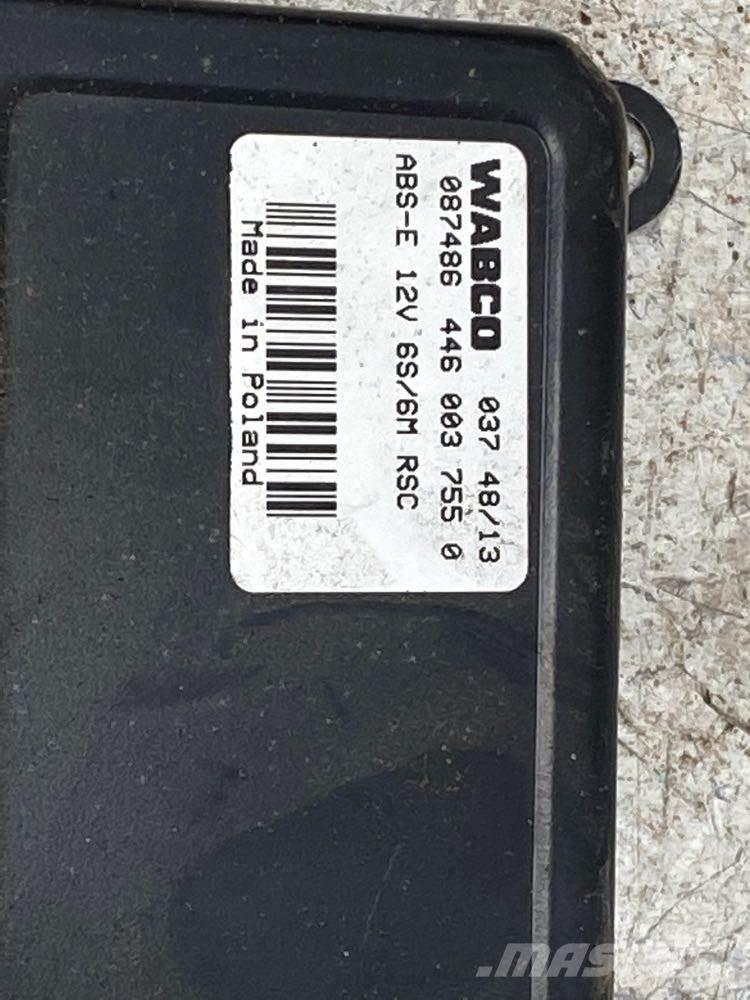 WABCO 037 48/13
087486 446 003 755 0
ABS-E 12V 6S/6M RSC
Made in Poland